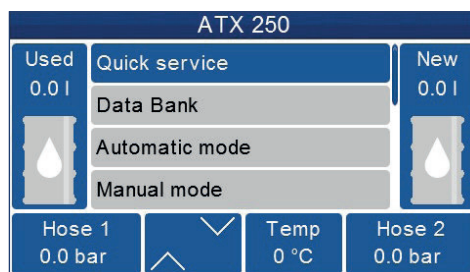 ATX 250
Used
0.0 l
Quick service
Data Bank
Automatic mode
Manual mode
New
0.0 l
Hose 1
0.0 bar
Temp
0 °C
Hose 2
0.0 bar